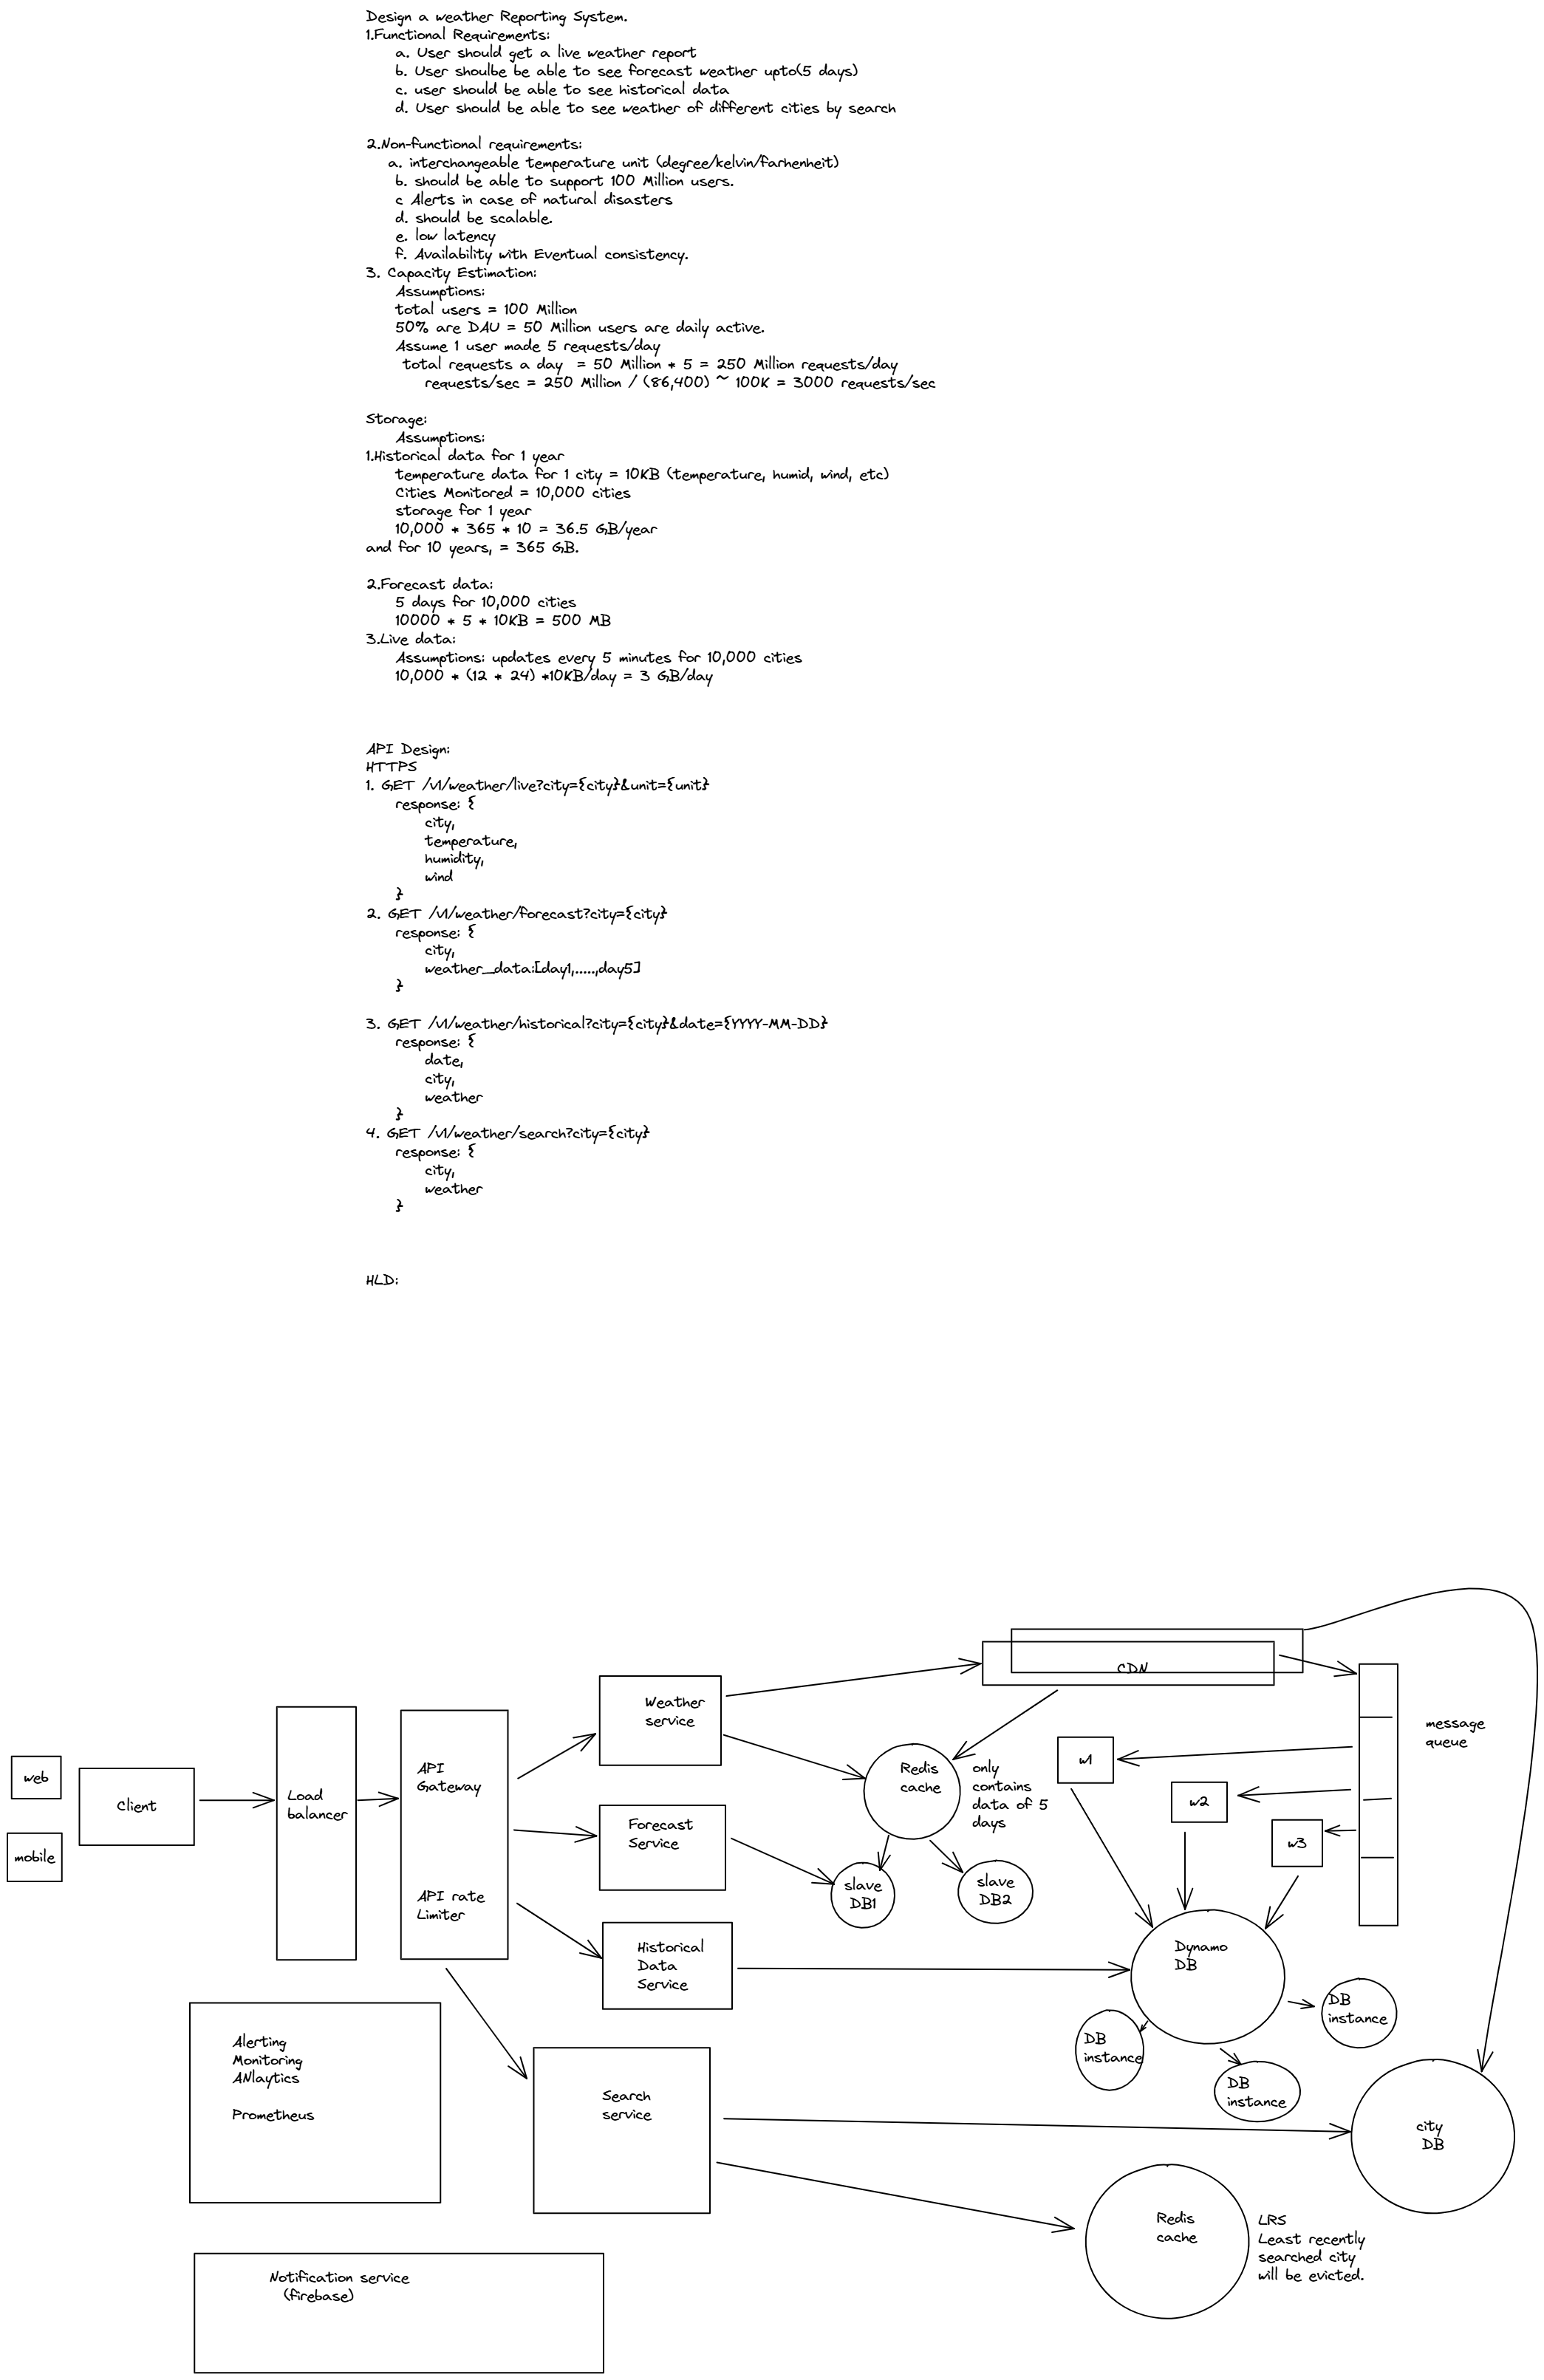 Design a weather Reporting System.
1.Functional Requirements:
a. User should get a live weather report
b. User shoulbe be able to see forecast weather upto(5 days)
c. user should be able to see historical data
d. User should be able to see weather of different cities by search
2.Non-functional requirements:
a. interchangeable temperature unit (degree/kelvin/farhenheit)
b. should be able to support 100 Million users.
c Alerts in case of natural disasters
d. should be scalable.
e. low latency
f. Availability with Eventual consistency.
3. Capacity Estimation:
Assumptions:
total users = 100 Million
50% are DAU = 50 Million users are daily active.
Assume 1 user made 5 requests/day
total requests a day = 50 Million * 5 = 250 Million requests/day
requests/sec = 250 Million / (86,400) ~ 100K = 3000 requests/sec
Storage:
Assumptions:
1.Historical data for 1 year
temperature data for 1 city = 10KB (temperature, humid, wind, etc)
Cities Monitored = 10,000 cities
storage for 1 year
10,000 * 365 * 10 = 36.5 GB/year
and for 10 years, = 365 GB.
2.Forecast data:
5 days for 10,000 cities
10000 * 5 * 10KB = 500 MB
3.Live data:
Assumptions: updates every 5 minutes for 10,000 cities
10,000 * (12 * 24) *10KB/day = 3 GB/day
API Design:
HTTPS
1. GET /v1/weather/live?city={city}&unit={unit}
response: {
city,
temperature,
humidity,
wind
}
2. GET /v1/weather/forecast?city={city}
response: {
city,
weather_data:[day1,.....,day5]
}
3. GET /v1/weather/historical?city={city}&date={YYYY-MM-DD}
response: {
date,
city,
weather
}
4. GET /v1/weather/search?city={city}
response: {
city,
weather
}
HLD:
web
mobile
Client
Load
balancer
API
Gateway
API rate
Limiter
Weather
service
Forecast
Service
Historical
Data
Service
Search
service
CDN
Redis
cache
only
contains
data of 5
days
slave
DB1
slave
DB2
w1
w2
w3
message
queue
Dynamo
DB
DB
instance
DB
instance
DB
instance
city
DB
Redis
cache
LRS
Least recently
searched city
will be evicted.
Alerting
Monitoring
ANlaytics
Prometheus
Notification service
(firebase)